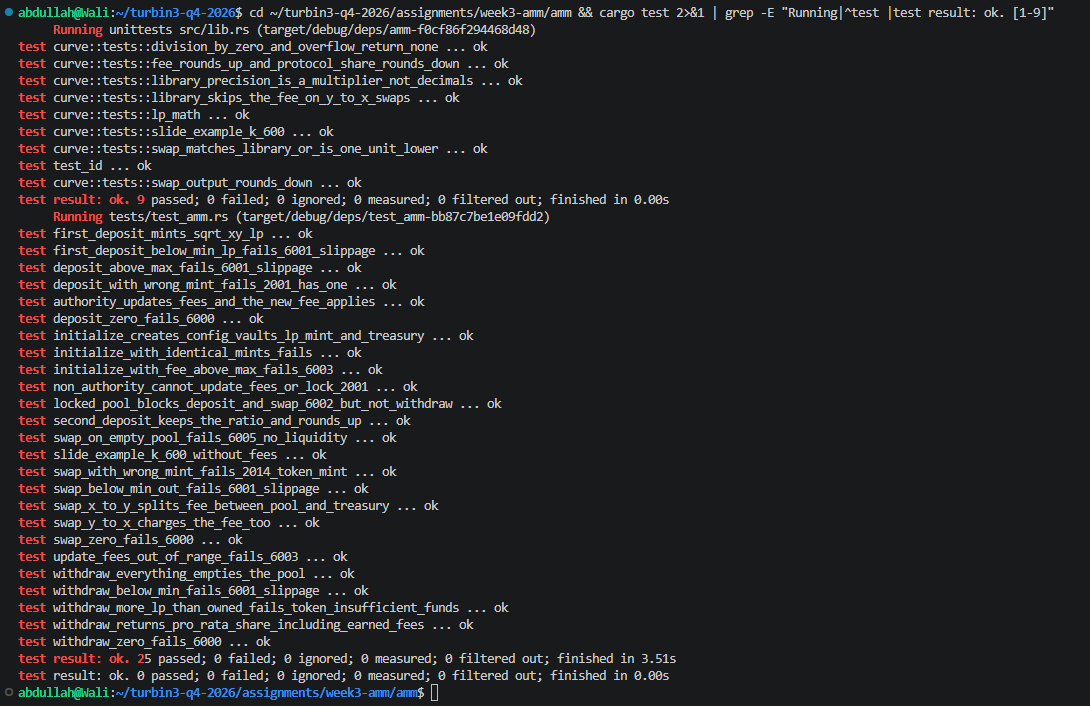 abdullah@Wali:~/turbin3-q4-2026$ cd ~/turbin3-q4-2026/assignments/week3-amm/amm && cargo test 2>&1 | grep -E "Running|^test |test result: ok. [1-9]"
Running unittests src/lib.rs (target/debug/deps/amm-f0cf86f294468d48)
test curve::tests::division_by_zero_and_overflow_return_none ... ok
test curve::tests::fee_rounds_up_and_protocol_share_rounds_down ... ok
test curve::tests::library_precision_is_a_multiplier_not_decimals ... ok
test curve::tests::library_skips_the_fee_on_y_to_x_swaps ... ok
test curve::tests::lp_math ... ok
test curve::tests::slide_example_k_600 ... ok
test curve::tests::swap_matches_library_or_is_one_unit_lower ... ok
test test_id ... ok
test curve::tests::swap_output_rounds_down ... ok
test result: ok. 9 passed; 0 failed; 0 ignored; 0 measured; 0 filtered out; finished in 0.00s
Running tests/test_amm.rs (target/debug/deps/test_amm-bb87c7be1e09fdd2)
test first_deposit_mints_sqrt_xy_lp ... ok
test first_deposit_below_min_lp_fails_6001_slippage ... ok
test deposit_above_max_fails_6001_slippage ... ok
test deposit_with_wrong_mint_fails_2001_has_one ... ok
test authority_updates_fees_and_the_new_fee_applies ... ok
test deposit_zero_fails_6000 ... ok
test initialize_creates_config_vaults_lp_mint_and_treasury ... ok
test initialize_with_identical_mints_fails ... ok
test initialize_with_fee_above_max_fails_6003 ... ok
test non_authority_cannot_update_fees_or_lock_2001 ... ok
test locked_pool_blocks_deposit_and_swap_6002_but_not_withdraw ... ok
test second_deposit_keeps_the_ratio_and_rounds_up ... ok
test swap_on_empty_pool_fails_6005_no_liquidity ... ok
test slide_example_k_600_without_fees ... ok
test swap_with_wrong_mint_fails_2014_token_mint ... ok
test swap_below_min_out_fails_6001_slippage ... ok
test swap_x_to_y_splits_fee_between_pool_and_treasury ... ok
test swap_y_to_x_charges_the_fee_too ... ok
test swap_zero_fails_6000 ... ok
test update_fees_out_of_range_fails_6003 ... ok
test withdraw_everything_empties_the_pool ... ok
test withdraw_below_min_fails_6001_slippage ... ok
test withdraw_more_lp_than_owned_fails_token_insufficient_funds ... ok
test withdraw_returns_pro_rata_share_including_earned_fees ... ok
test withdraw_zero_fails_6000 ... ok
test result: ok. 25 passed; 0 failed; 0 ignored; 0 measured; 0 filtered out; finished in 3.51s
test result: ok. 0 passed; 0 failed; 0 ignored; 0 measured; 0 filtered out; finished in 0.00s
abdullah@Wali:~/turbin3-q4-2026/assignments/week3-amm/amm$